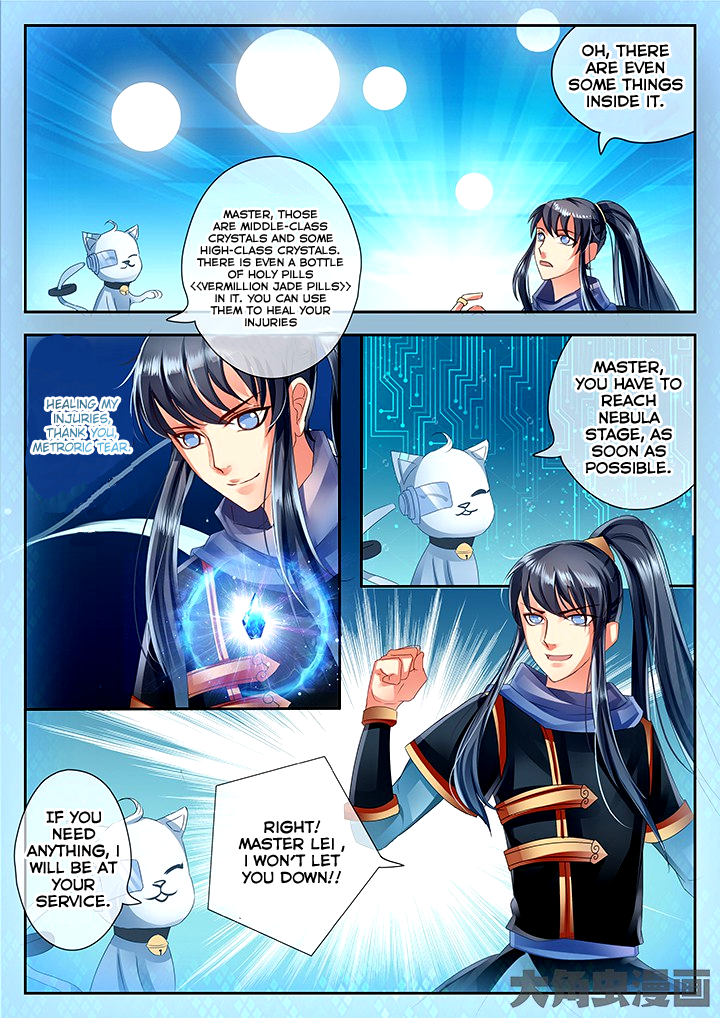 OH, THERE
ARE EVEN
SOME THINGS
INSIDE IT.
MASTER, THOSE
ARE MIDDLE-CLASS
CRYSTALS AND SOME
HIGH-CLASS CRYSTALS.
THERE IS EVEN A BOTTLE
OF HOLY PILLS
<<VERMILLION JADE PILLS>>
IN IT. YOU CAN USE
THEM TO HEAL YOUR
INJURIES
HEALING MY
INJURIES,
THANK YOU,
METRORIC TEAR.
MASTER,
YOU HAVE TO
REACH
NEBULA
STAGE, AS
SOON AS
POSSIBLE.
RIGHT!
MASTER LEI ,
I WON'T LET
YOU DOWN!!
IF YOU
NEED
ANYTHING, I
WILL BE AT
YOUR
SERVICE.
大角虫漫画